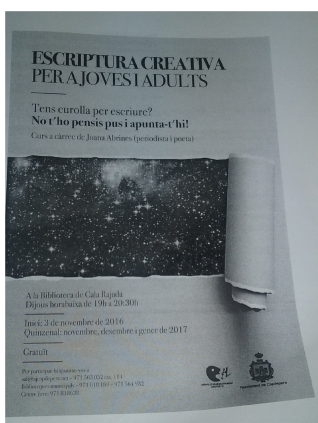 ESCRIPTURA CREATIVA
PER A JOVES I ADULTS
Tens curolla per escriure?
No t'ho pensis pus i apunta-t'hi!
Curs a càrrec de Joana Abrines (periodista i poeta)
A la Biblioteca de Cala Rajada
Dijous horabaixa de 19h a 20:30h
Inici: 3 de novembre de 2016
Quinzenal: novembre, desembre i gener de 2017
Gratuït
Per participar